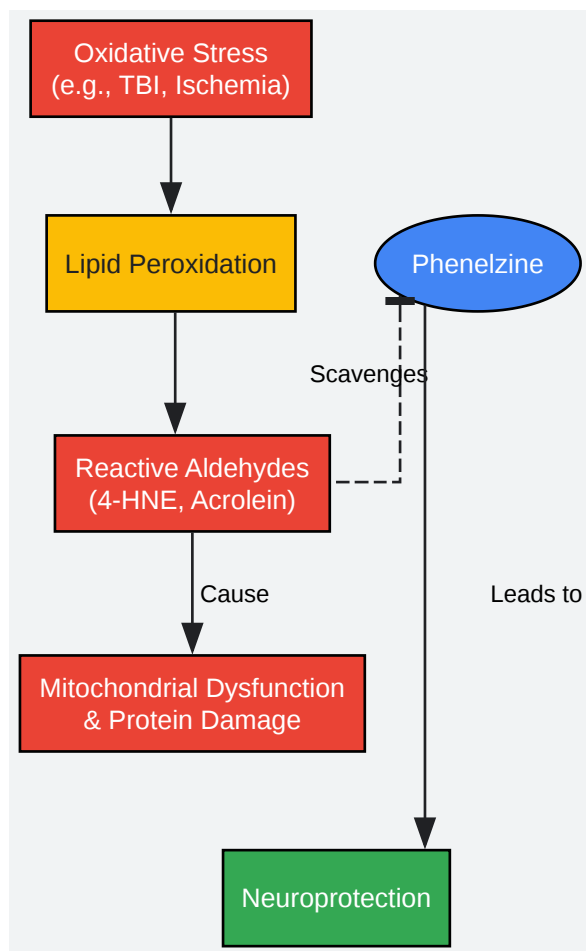 Oxidative Stress
(e.g., TBI, Ischemia)
Lipid Peroxidation
Phenelzine
Scavenges
Reactive Aldehydes
(4-HNE, Acrolein)
Cause
Leads to
Mitochondrial Dysfunction
& Protein Damage
Neuroprotection